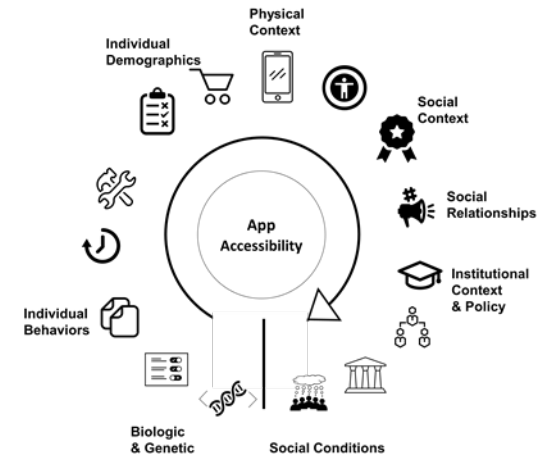 Physical
Context
Individual
Demographics
Social
Context
App
Accessibility
Social
Relationships
Institutional
Context
& Policy
Individual
Behaviors
Biologic
& Genetic
Social Conditions